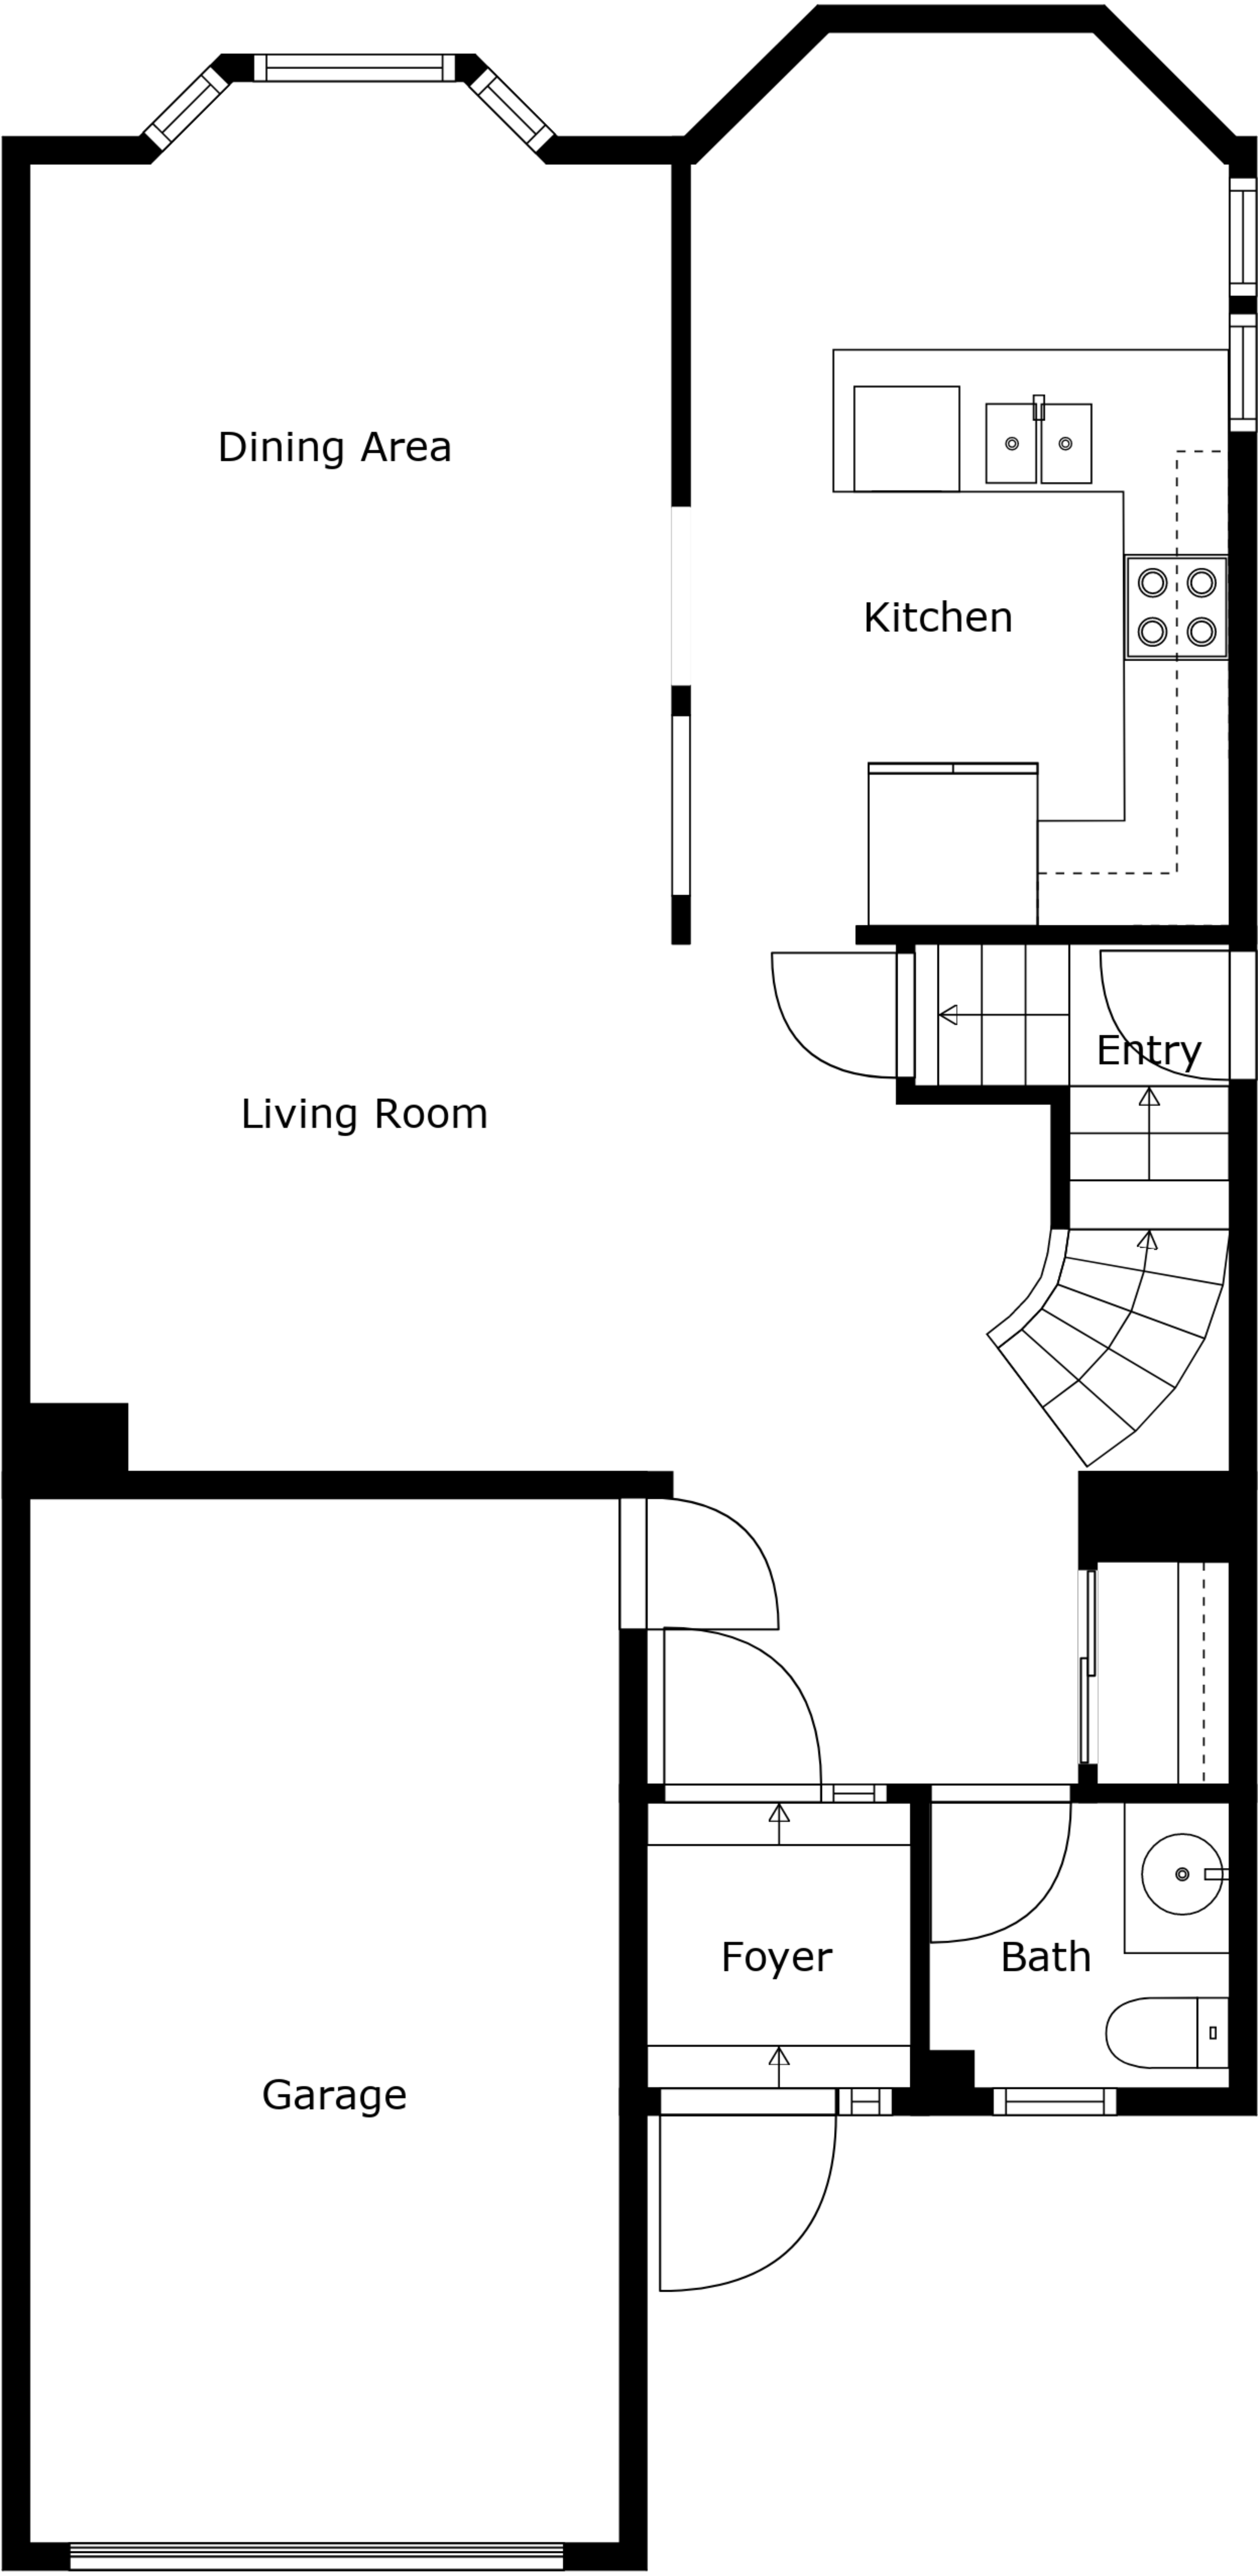 Dining Area
Kitchen
Entry
Living Room
Foyer
Bath
Garage